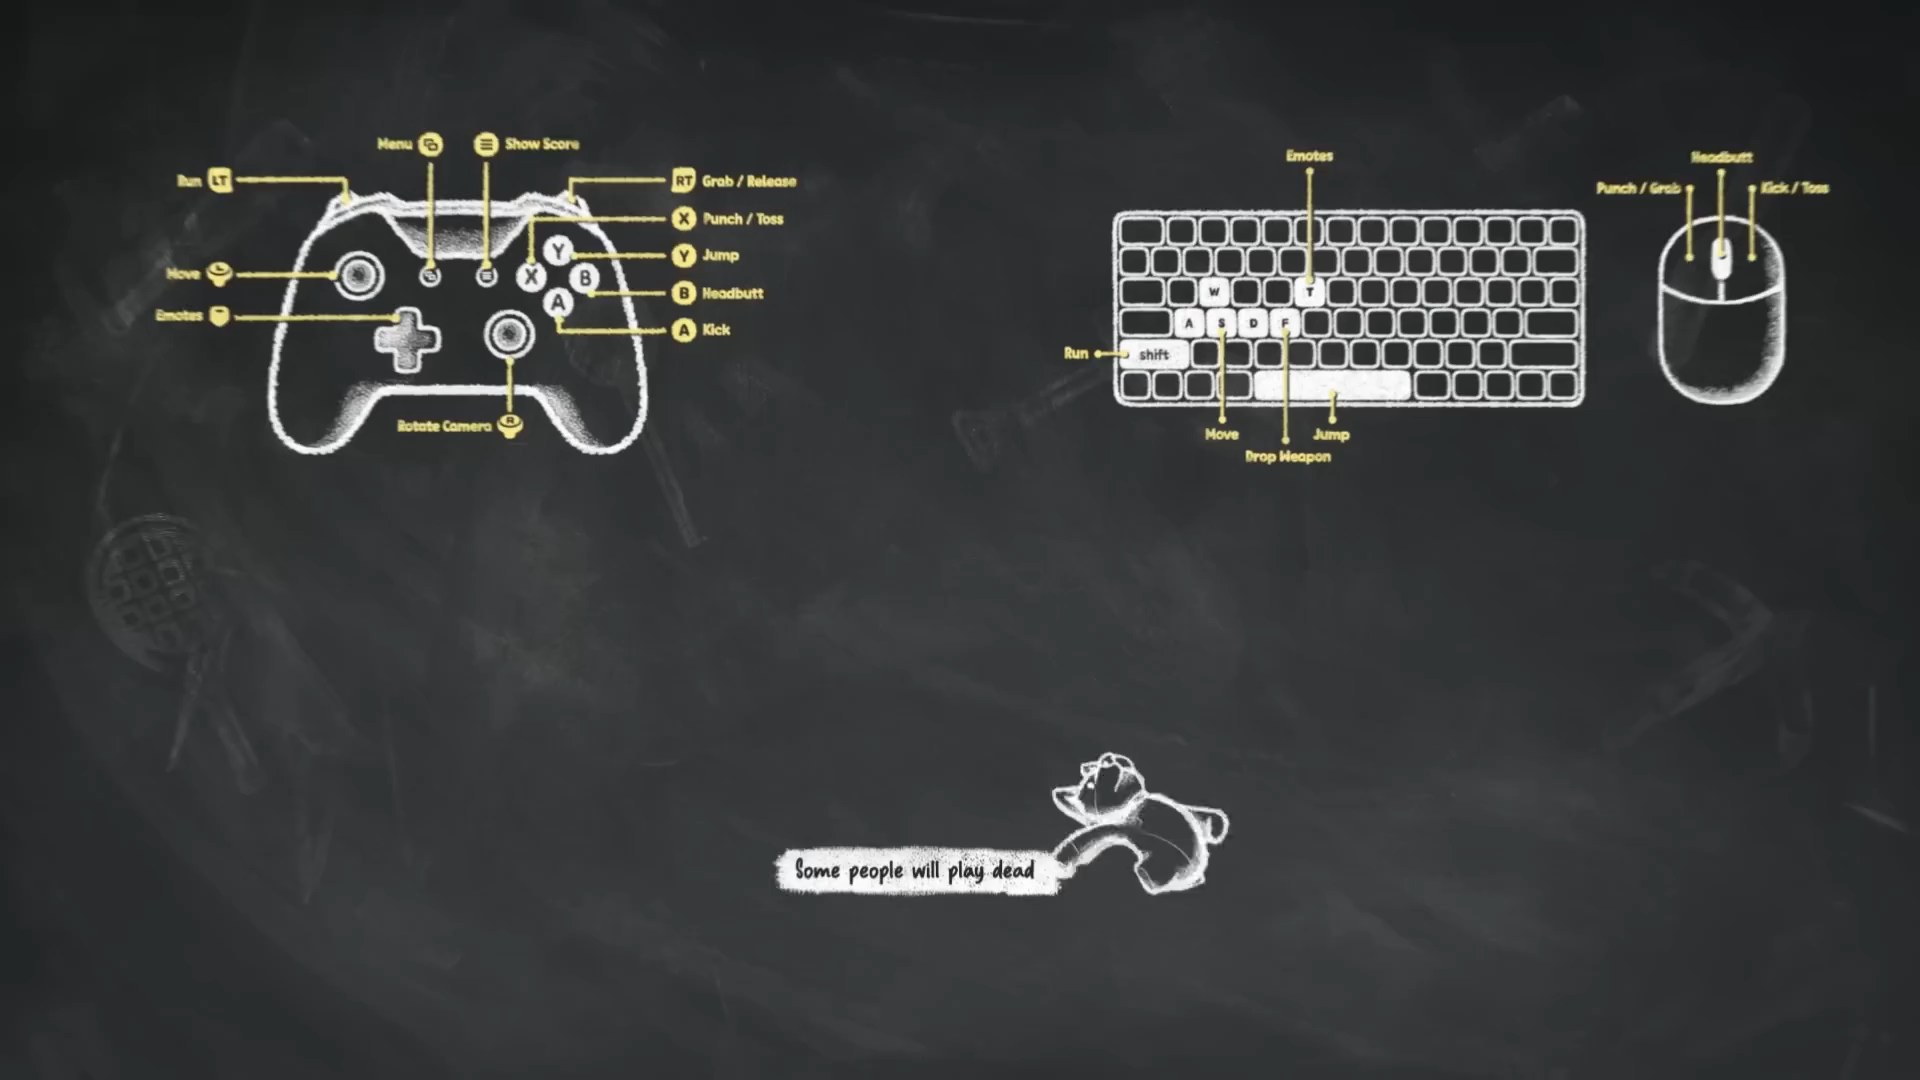 Menu
Show Score
Run LT
RT Grab / Release
X Punch / Toss
Y Jump
Move L
B Headbutt
Emotes
A Kick
Y
X B
A
Rotate Camera R
Emotes
W T
A S D F
Run
shift
Move
Jump
Drop Weapon
Headbutt
Punch / Grab
Kick / Toss
Some people will play dead